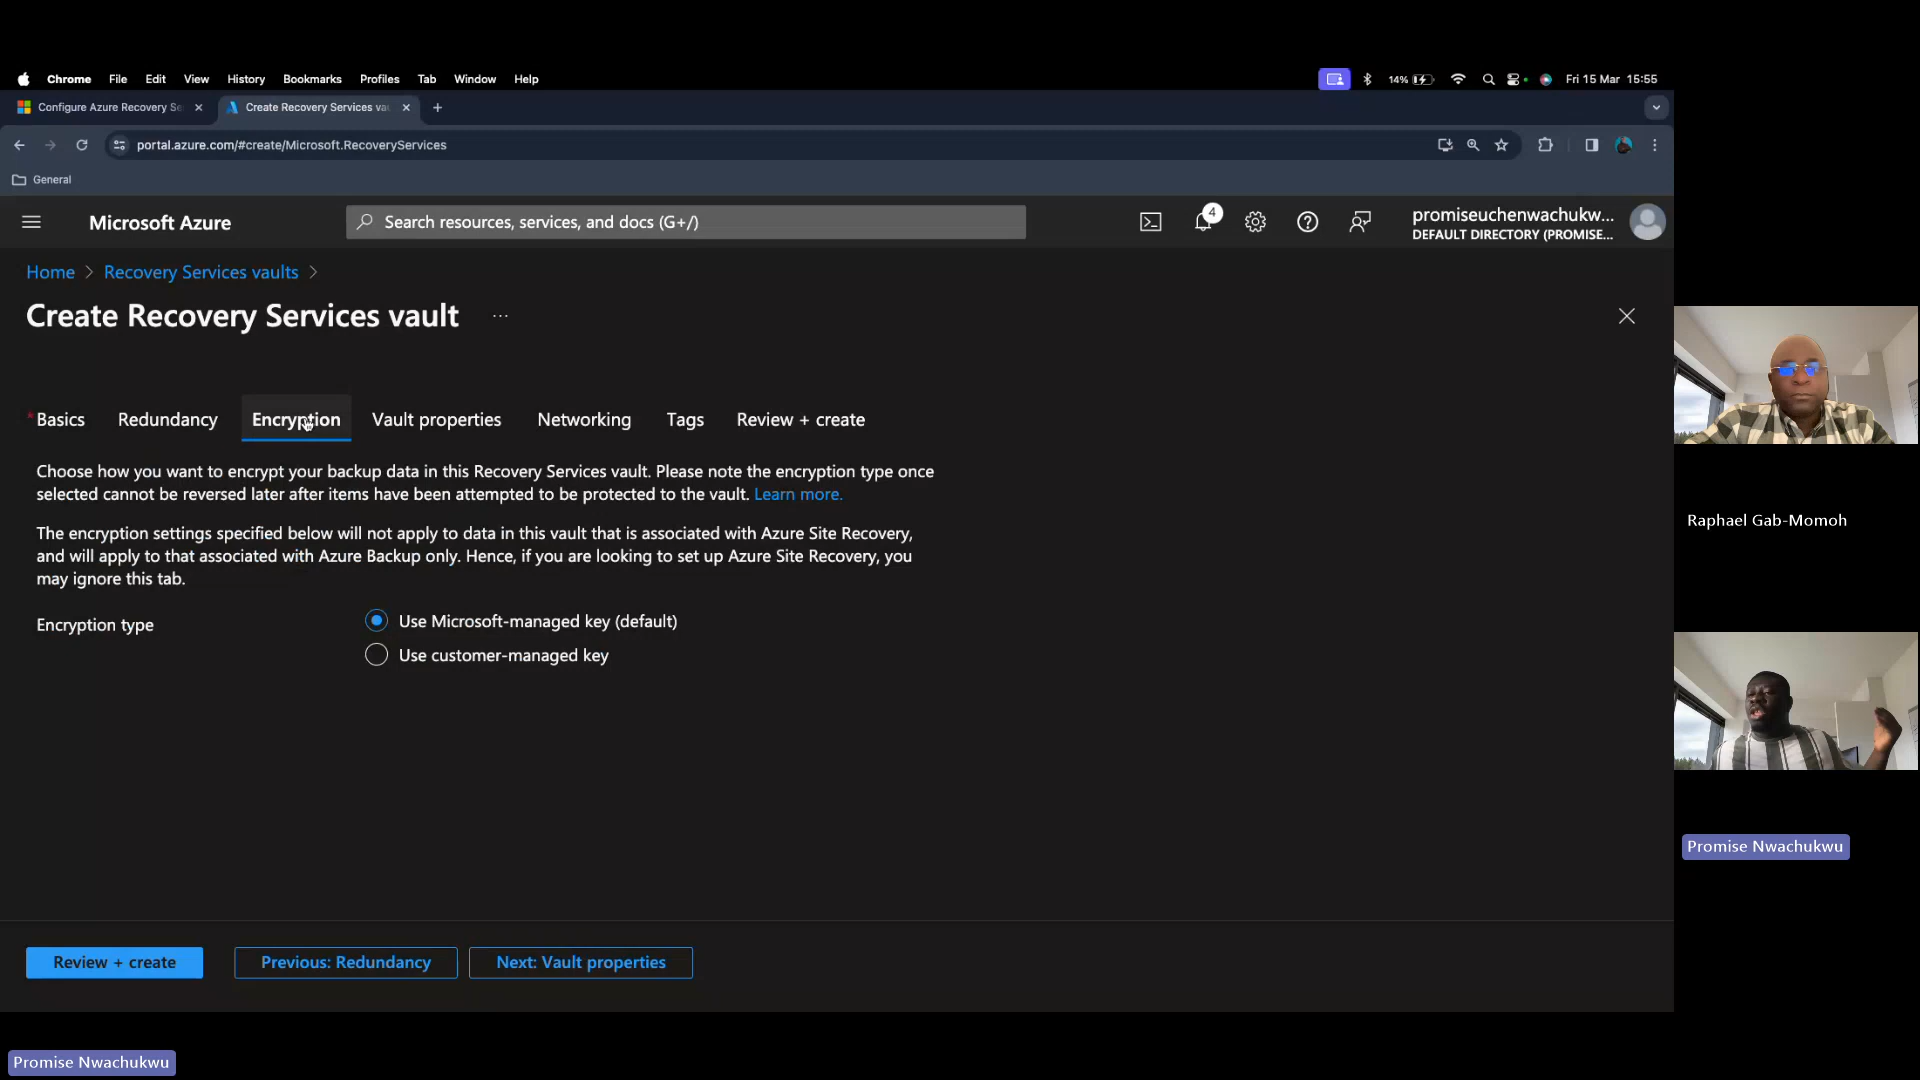 Chrome File Edit View History Bookmarks Profiles Tab Window Help
14% Fri 15 Mar 15:55
Configure Azure Recovery Se
Create Recovery Services vau
portal.azure.com/#create/Microsoft.RecoveryServices
General
Microsoft Azure
Search resources, services, and docs (G+/)
4
promiseuchenwachukw...
DEFAULT DIRECTORY (PROMISE...
Home > Recovery Services vaults >
Create Recovery Services vault ...
* Basics Redundancy Encryption Vault properties Networking Tags Review + create
Choose how you want to encrypt your backup data in this Recovery Services vault. Please note the encryption type once
selected cannot be reversed later after items have been attempted to be protected to the vault. Learn more.
The encryption settings specified below will not apply to data in this vault that is associated with Azure Site Recovery,
and will apply to that associated with Azure Backup only. Hence, if you are looking to set up Azure Site Recovery, you
may ignore this tab.
Encryption type
Use Microsoft-managed key (default)
Use customer-managed key
Review + create
Previous: Redundancy
Next: Vault properties
Raphael Gab-Momoh
Promise Nwachukwu
Promise Nwachukwu